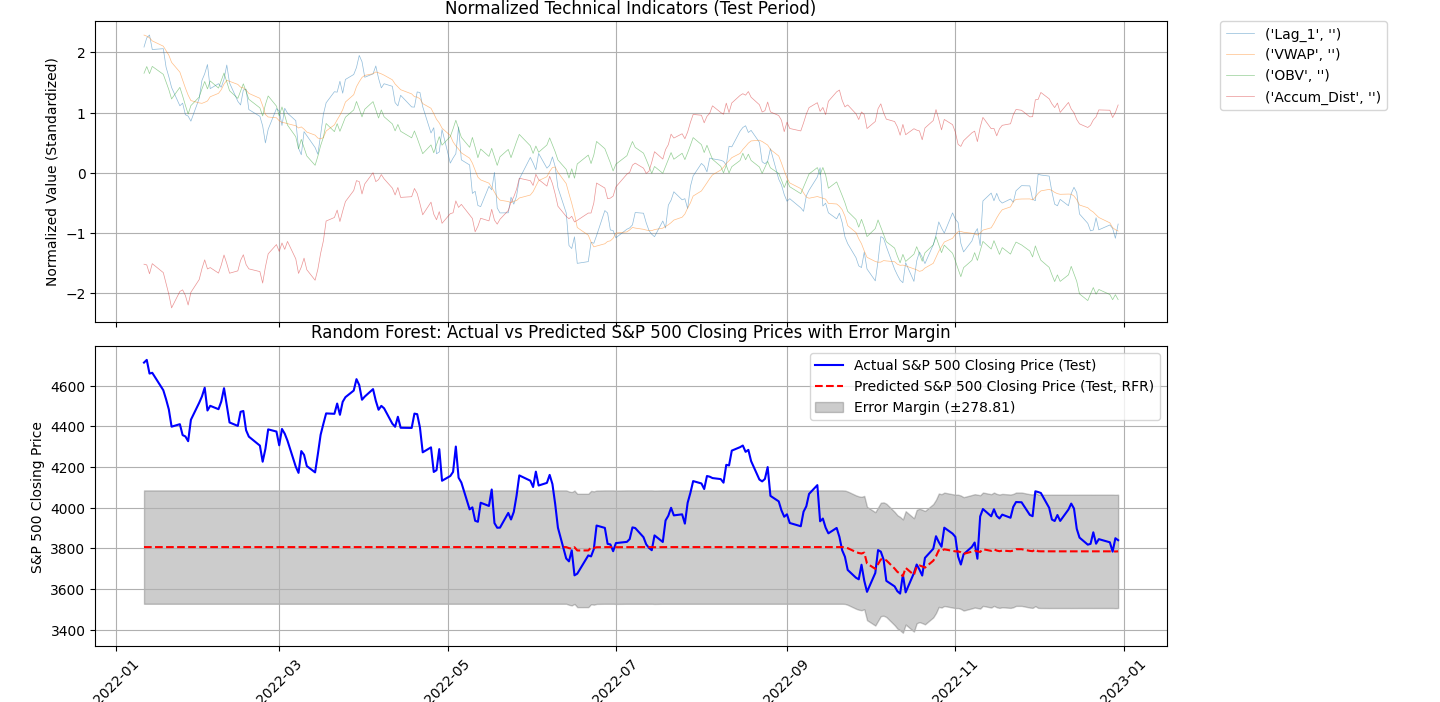 Normalized Technical Indicators (Test Period)
Normalized Value (Standardized)
2
1
0
−1
−2
('Lag_1', '')
('VWAP', '')
('OBV', '')
('Accum_Dist', '')
Random Forest: Actual vs Predicted S&P 500 Closing Prices with Error Margin
S&P 500 Closing Price
4600
4400
4200
4000
3800
3600
3400
Actual S&P 500 Closing Price (Test)
Predicted S&P 500 Closing Price (Test, RFR)
Error Margin (±278.81)
2022-01
2022-03
2022-05
2022-07
2022-09
2022-11
2023-01